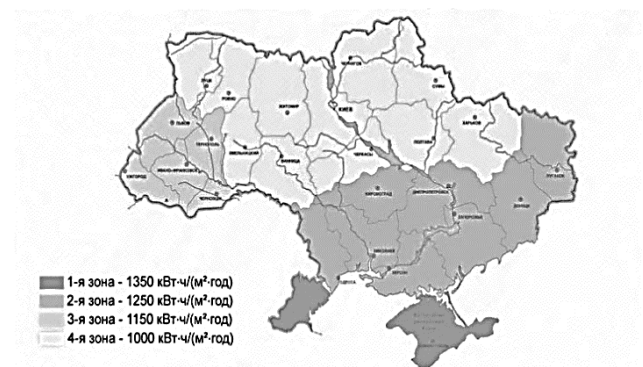 ЧЕРНИГОВ
СУМЫ
ЛУЦК
РОВНО
ЖИТОМИР
КИЕВ
ЛЬВОВ
ТЕРНОПОЛЬ
ХМЕЛЬНИЦКИЙ
ВИННИЦА
ЧЕРКАССЫ
ПОЛТАВА
ХАРЬКОВ
УЖГОРОД
ИВАНО-ФРАНКОВСК
ЧЕРНОВЦЫ
КИРОВОГРАД
ДНЕПРОПЕТРОВСК
ЛУГАНСК
ЗАПОРОЖЬЕ
ДОНЕЦК
НИКОЛАЕВ
ХЕРСОН
ОДЕССА
1-я зона - 1350 кВт·ч/(м²·год)
2-я зона - 1250 кВт·ч/(м²·год)
3-я зона - 1150 кВт·ч/(м²·год)
4-я зона - 1000 кВт·ч/(м²·год)